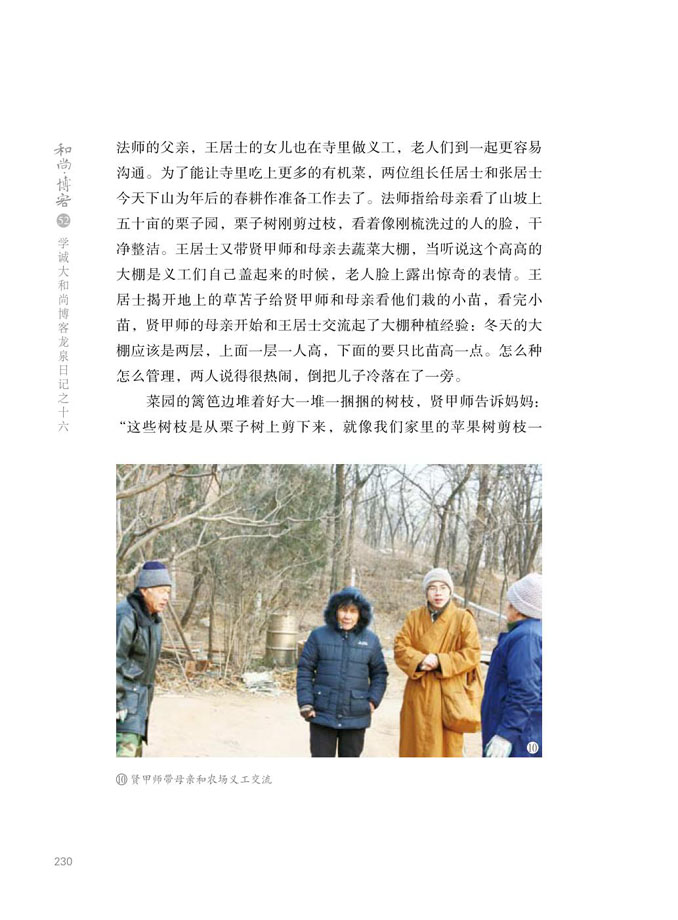 和尚·博客 52
学诚大和尚博客龙泉日记之十六
法师的父亲，王居士的女儿也在寺里做义工，老人们到一起更容易
沟通。为了能让寺里吃上更多的有机菜，两位组长任居士和张居士
今天下山为年后的春耕作准备工作去了。法师指给母亲看了山坡上
五十亩的栗子园，栗子树刚剪过枝，看着像刚梳洗过的人的脸，干
净整洁。王居士又带贤甲师和母亲去蔬菜大棚，当听说这个高高的
大棚是义工们自己盖起来的时候，老人脸上露出惊奇的表情。王
居士揭开地上的草苫子给贤甲师和母亲看他们栽的小苗，看完小
苗，贤甲师的母亲开始和王居士交流起了大棚种植经验：冬天的大
棚应该是两层，上面一层一人高，下面的要只比苗高一点。怎么种
怎么管理，两人说得很热闹，倒把儿子冷落在了一旁。
菜园的篱笆边堆着好大一堆一捆捆的树枝，贤甲师告诉妈妈：
“这些树枝是从栗子树上剪下来，就像我们家里的苹果树剪枝一
⑩
⑩ 贤甲师带母亲和农场义工交流
230